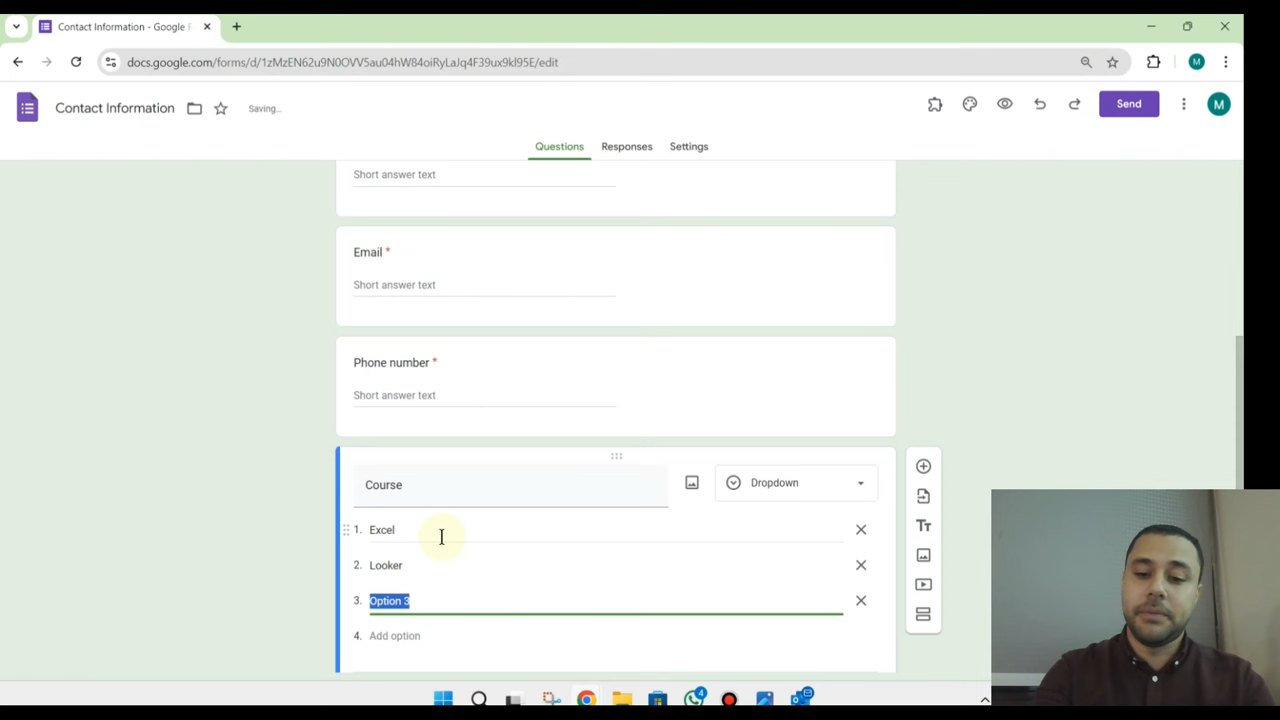 Contact Information - Google F
docs.google.com/forms/d/1zMzEN62u9N0OVV5au04hW84oiRyLaJq4F39ux9kl95E/edit
M
Contact Information
Saving...
Send
M
Questions
Responses
Settings
Short answer text
Email *
Short answer text
Phone number *
Short answer text
Course
Dropdown
1. Excel
2. Looker
Tt
3. Option 3
4. Add option
4